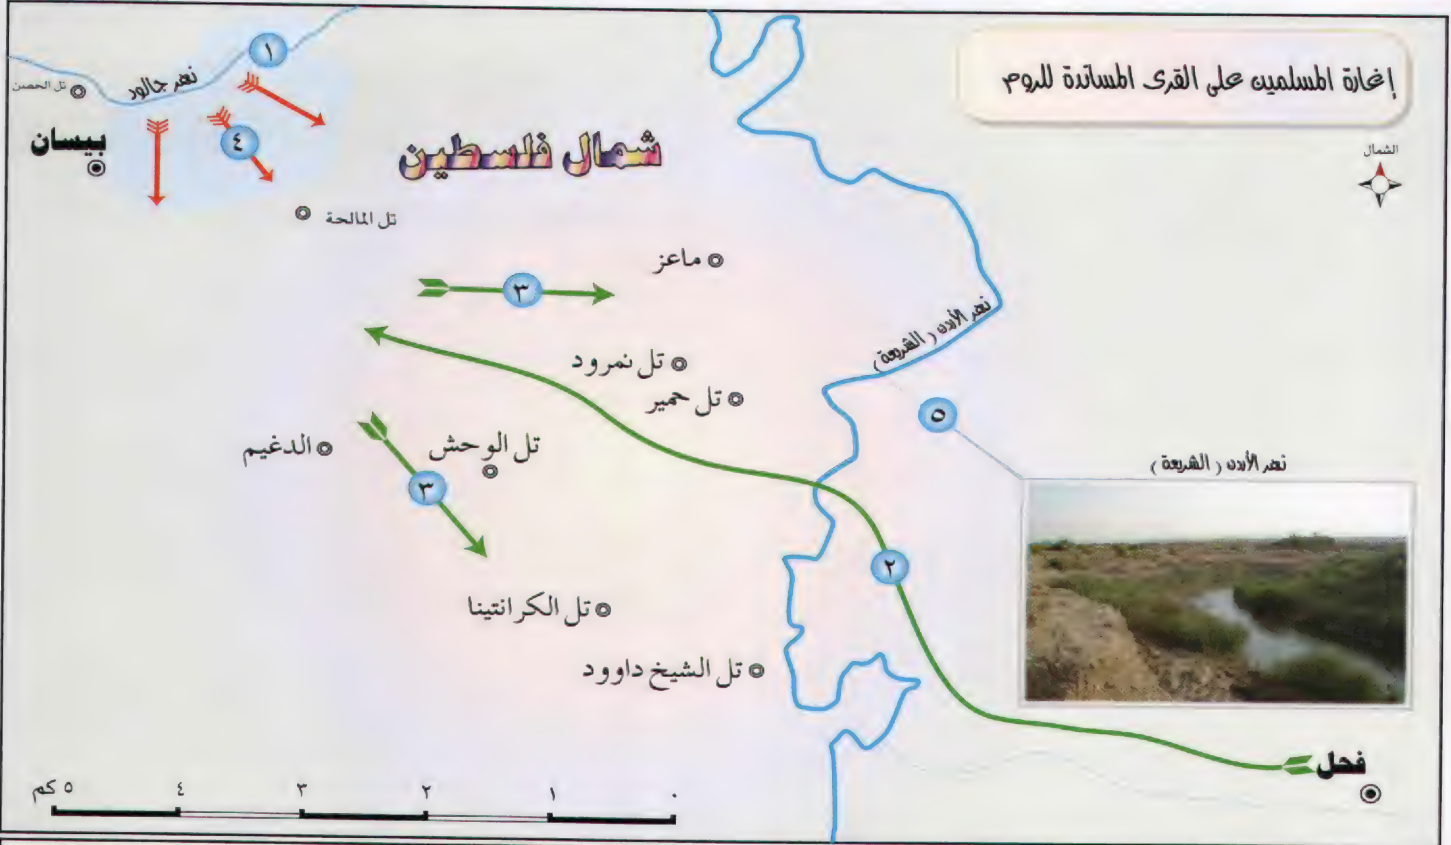 إغارة المسلمين على القرى المساندة للروم
الشمال
١
نهر جالود
تل الحصن
بيسان
٤
شمال فلسطين
تل المالحة
ماعز
٣
نهر الأردن (الشريعة)
تل نمرود
تل حمير
٥
الدغيم
تل الوحش
٣
نهر الأردن (الشريعة)
٢
تل الكرانتينا
تل الشيخ داوود
فحل
٠ ١ ٢ ٣ ٤ ٥ كم